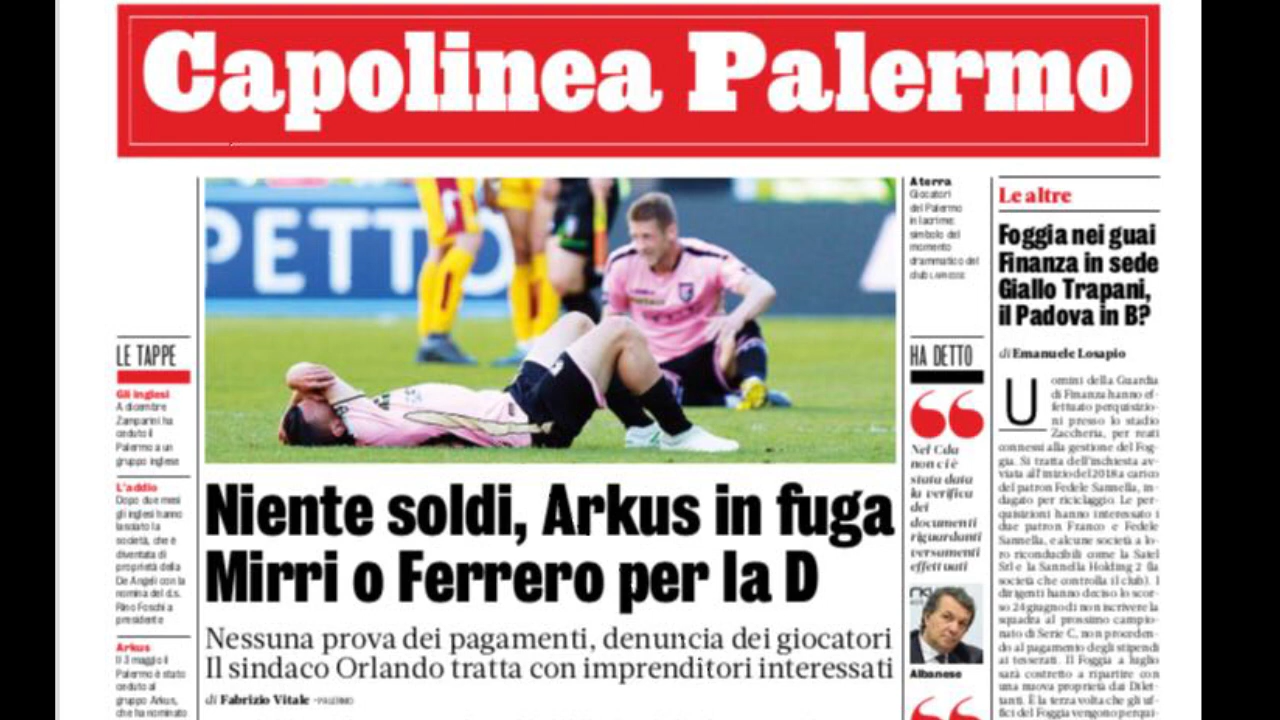 Capolinea Palermo
PETTO
A terra
Giocatori
del Palermo
in lacrime:
simbolo del
momento
drammatico del
club LAPRESSE
Le altre
Foggia nei guai
Finanza in sede
Giallo Trapani,
il Padova in B?
di Emanuele Losapio
Uomini della Guardia
di Finanza hanno ef-
fettuato perquisizio-
ni presso lo stadio
Zaccheria, per reati
connessi alla gestione del Fog-
gia. Si tratta dell'inchiesta av-
viata all'inizio del 2018 a carico
del patron Fedele Sannella, in-
dagato per riciclaggio. Le per-
quisizioni hanno interessato i
due patron Franco e Fedele
Sannella, e alcune società a lo-
ro riconducibili come la Satel
Srl e la Sannella Holding 2 (la
società che controlla il club). I
dirigenti hanno deciso lo scor-
so 24 giugno di non iscrivere la
squadra al prossimo campio-
nato di Serie C, non proceden-
do al pagamento degli stipendi
ai tesserati. Il Foggia a luglio
sarà costretto a ripartire con
una nuova proprietà dai Dilet-
tanti. È la terza volta che gli uf-
fici del Foggia vengono perqui-
LE TAPPE
Gli inglesi
A dicembre
Zamparini ha
ceduto il
Palermo a un
gruppo inglese
L'addio
Dopo due mesi
gli inglesi hanno
lasciato la
società, che è
diventata di
proprietà della
De Angeli con la
nomina del d.s.
Rino Foschi a
presidente
Arkus
Il 3 maggio il
Palermo è stato
ceduto al
gruppo Arkus,
che ha nominato
HA DETTO
Nel Cda
non ci è
stata data
la verifica
dei
documenti
riguardanti
versamenti
effettuati
Albanese
Niente soldi, Arkus in fuga
Mirri o Ferrero per la D
Nessuna prova dei pagamenti, denuncia dei giocatori
Il sindaco Orlando tratta con imprenditori interessati
di Fabrizio Vitale - PALERMO